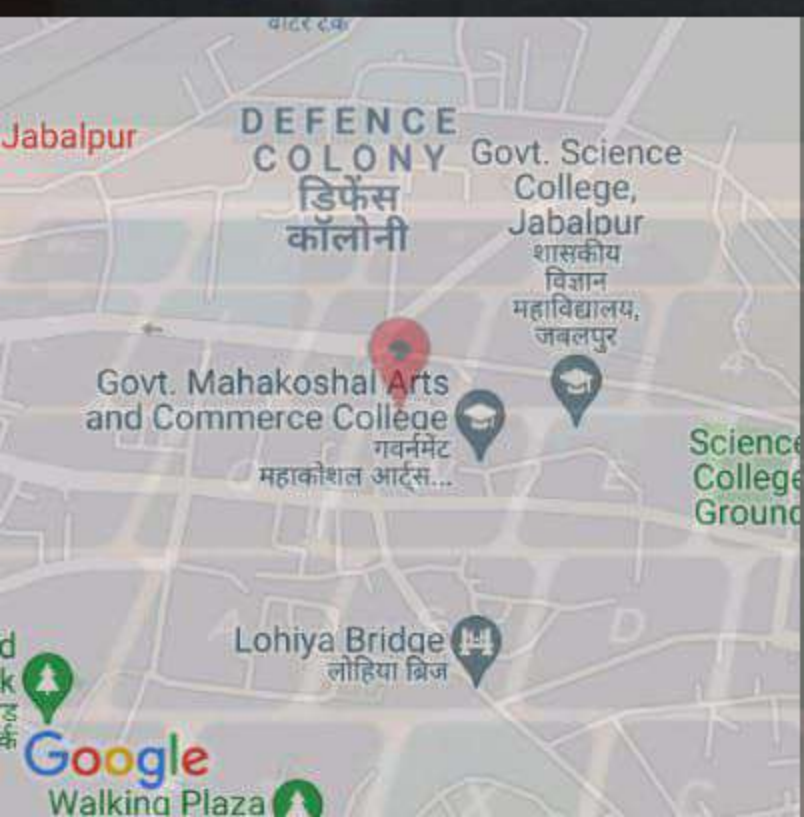 वाटर टैंक
Jabalpur
DEFENCE
COLONY
डिफेंस
कॉलोनी
Govt. Science
College,
Jabalpur
शासकीय
विज्ञान
महाविद्यालय,
जबलपुर
Govt. Mahakoshal Arts
and Commerce College
गवर्नमेंट
महाकोशल आर्ट्स...
Science
College
Ground
Lohiya Bridge
लोहिया ब्रिज
d
k
Google
Walking Plaza